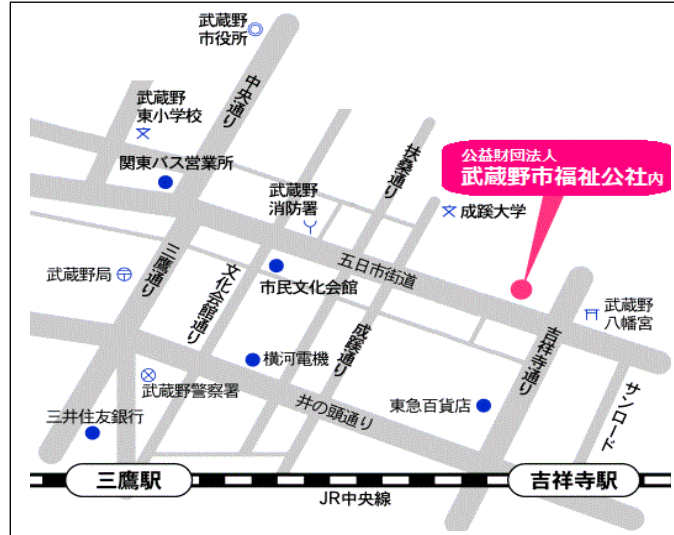 武蔵野
市役所
中央通り
武蔵野
東小学校
関東バス営業所
扶桑通り
公益財団法人
武蔵野市福祉公社内
武蔵野
消防署
成蹊大学
五日市街道
三鷹通り
武蔵野局
文化会館通り
市民文化会館
成蹊通り
吉祥寺通り
武蔵野
八幡宮
横河電機
武蔵野警察署
東急百貨店
サンロード
三井住友銀行
井の頭通り
三鷹駅
吉祥寺駅
JR中央線